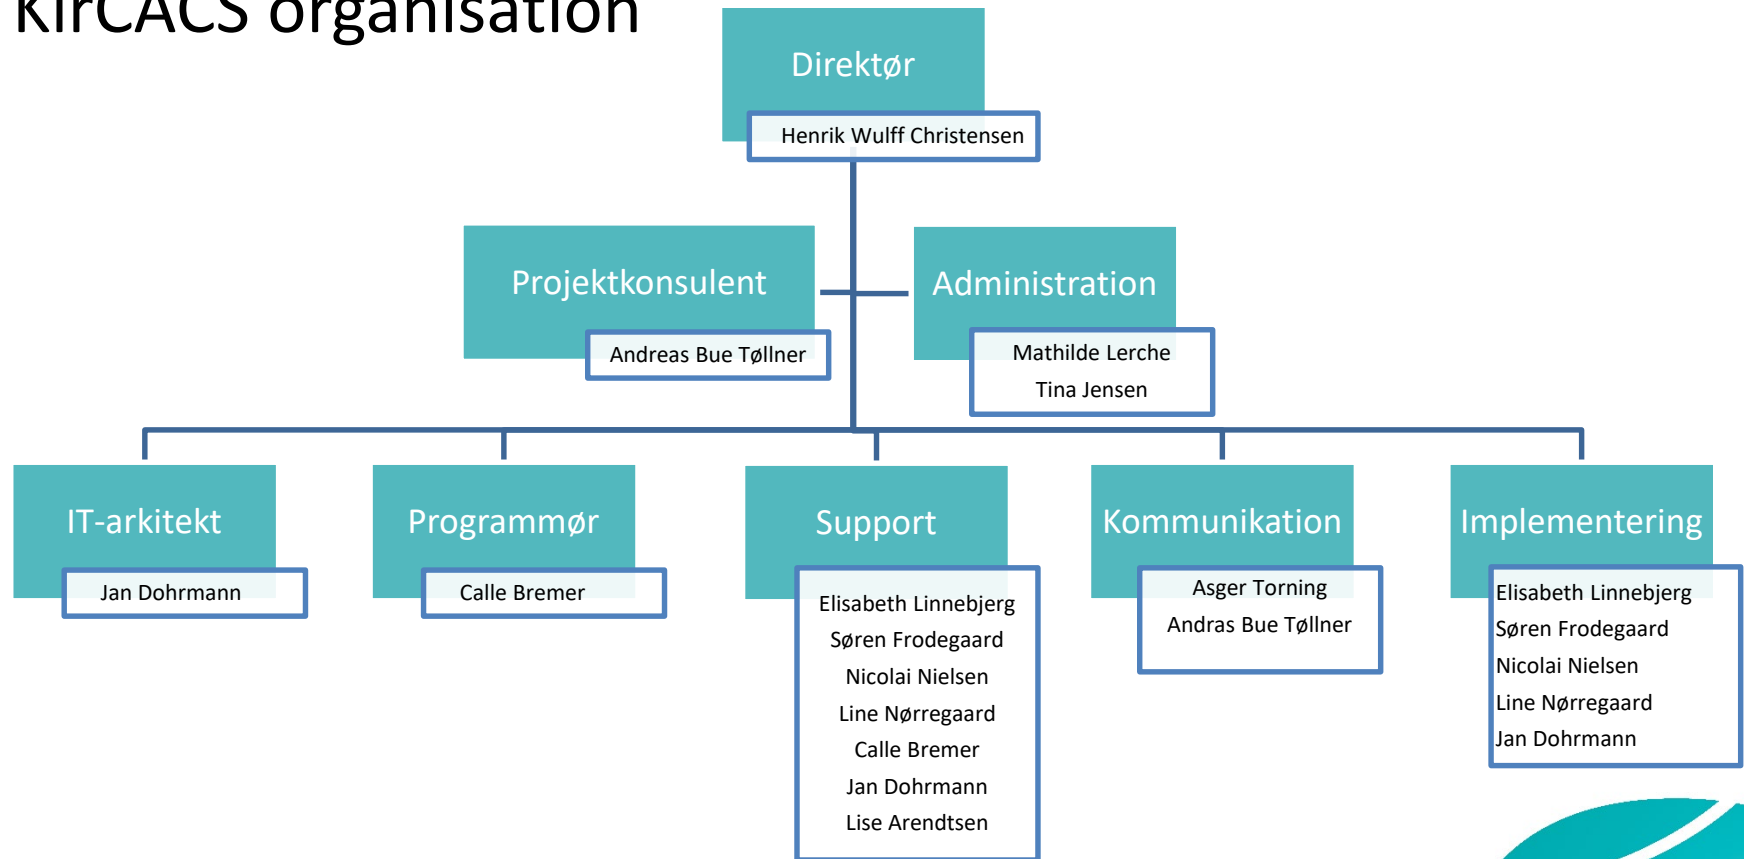 KirCACS organisation
Direktør
Henrik Wulff Christensen
Projektkonsulent
Andreas Bue Tøllner
Administration
Mathilde Lerche
Tina Jensen
IT-arkitekt
Jan Dohrmann
Programmør
Calle Bremer
Support
Elisabeth Linnebjerg
Søren Frodegaard
Nicolai Nielsen
Line Nørregaard
Calle Bremer
Jan Dohrmann
Lise Arendtsen
Kommunikation
Asger Torning
Andras Bue Tøllner
Implementering
Elisabeth Linnebjerg
Søren Frodegaard
Nicolai Nielsen
Line Nørregaard
Jan Dohrmann